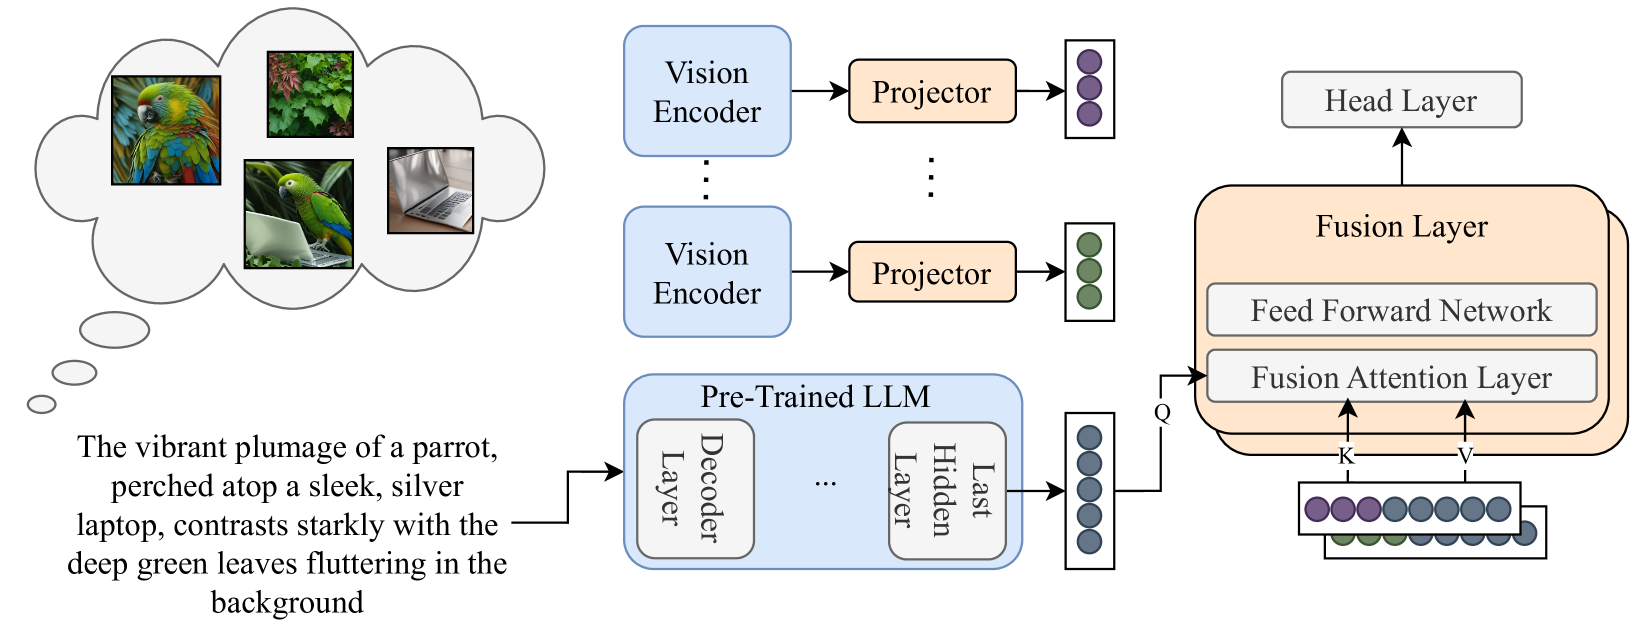 Vision
Encoder
Projector
Vision
Encoder
Projector
Head Layer
Fusion Layer
Feed Forward Network
Fusion Attention Layer
Q
K
V
Pre-Trained LLM
Decoder
Layer
...
Last
Hidden
Layer
The vibrant plumage of a parrot,
perched atop a sleek, silver
laptop, contrasts starkly with the
deep green leaves fluttering in the
background